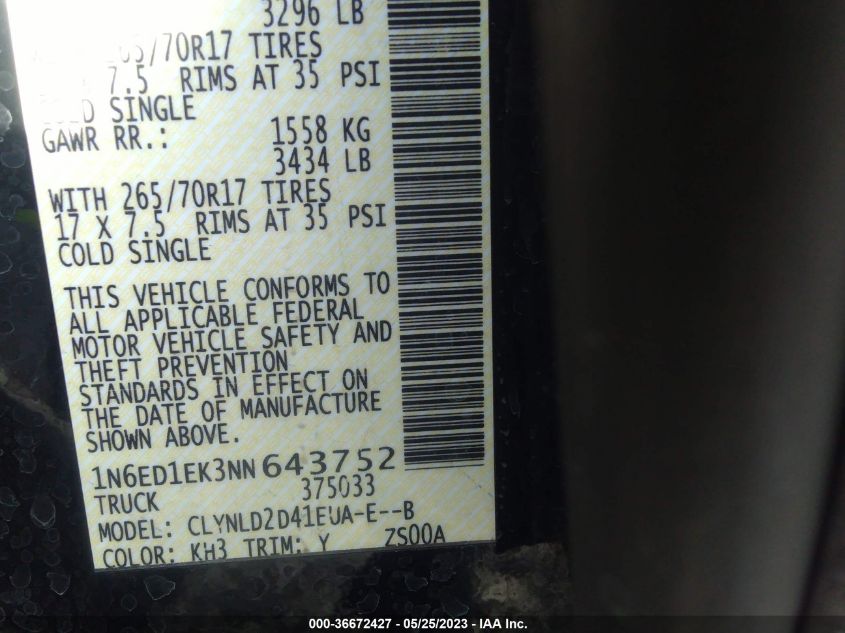 3296 LB
265/70R17 TIRES
7.5 RIMS AT 35 PSI
COLD SINGLE
GAWR RR.: 1558 KG
3434 LB
WITH 265/70R17 TIRES
17 X 7.5 RIMS AT 35 PSI
COLD SINGLE
THIS VEHICLE CONFORMS TO
ALL APPLICABLE FEDERAL
MOTOR VEHICLE SAFETY AND
THEFT PREVENTION
STANDARDS IN EFFECT ON
THE DATE OF MANUFACTURE
SHOWN ABOVE.
1N6ED1EK3NN643752
TRUCK 375033
MODEL: CLYNLD2D41EUA-E--B
COLOR: KH3 TRIM: Y ZS00A
000-36672427 - 05/25/2023 - IAA Inc.